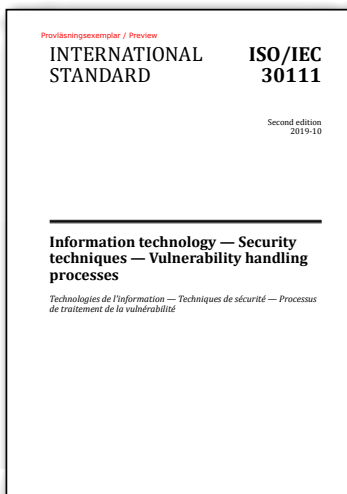 Provläsningsexemplar / Preview
INTERNATIONAL
STANDARD
ISO/IEC
30111
Second edition
2019-10
Information technology — Security
techniques — Vulnerability handling
processes
Technologies de l'information — Techniques de sécurité — Processus
de traitement de la vulnérabilité